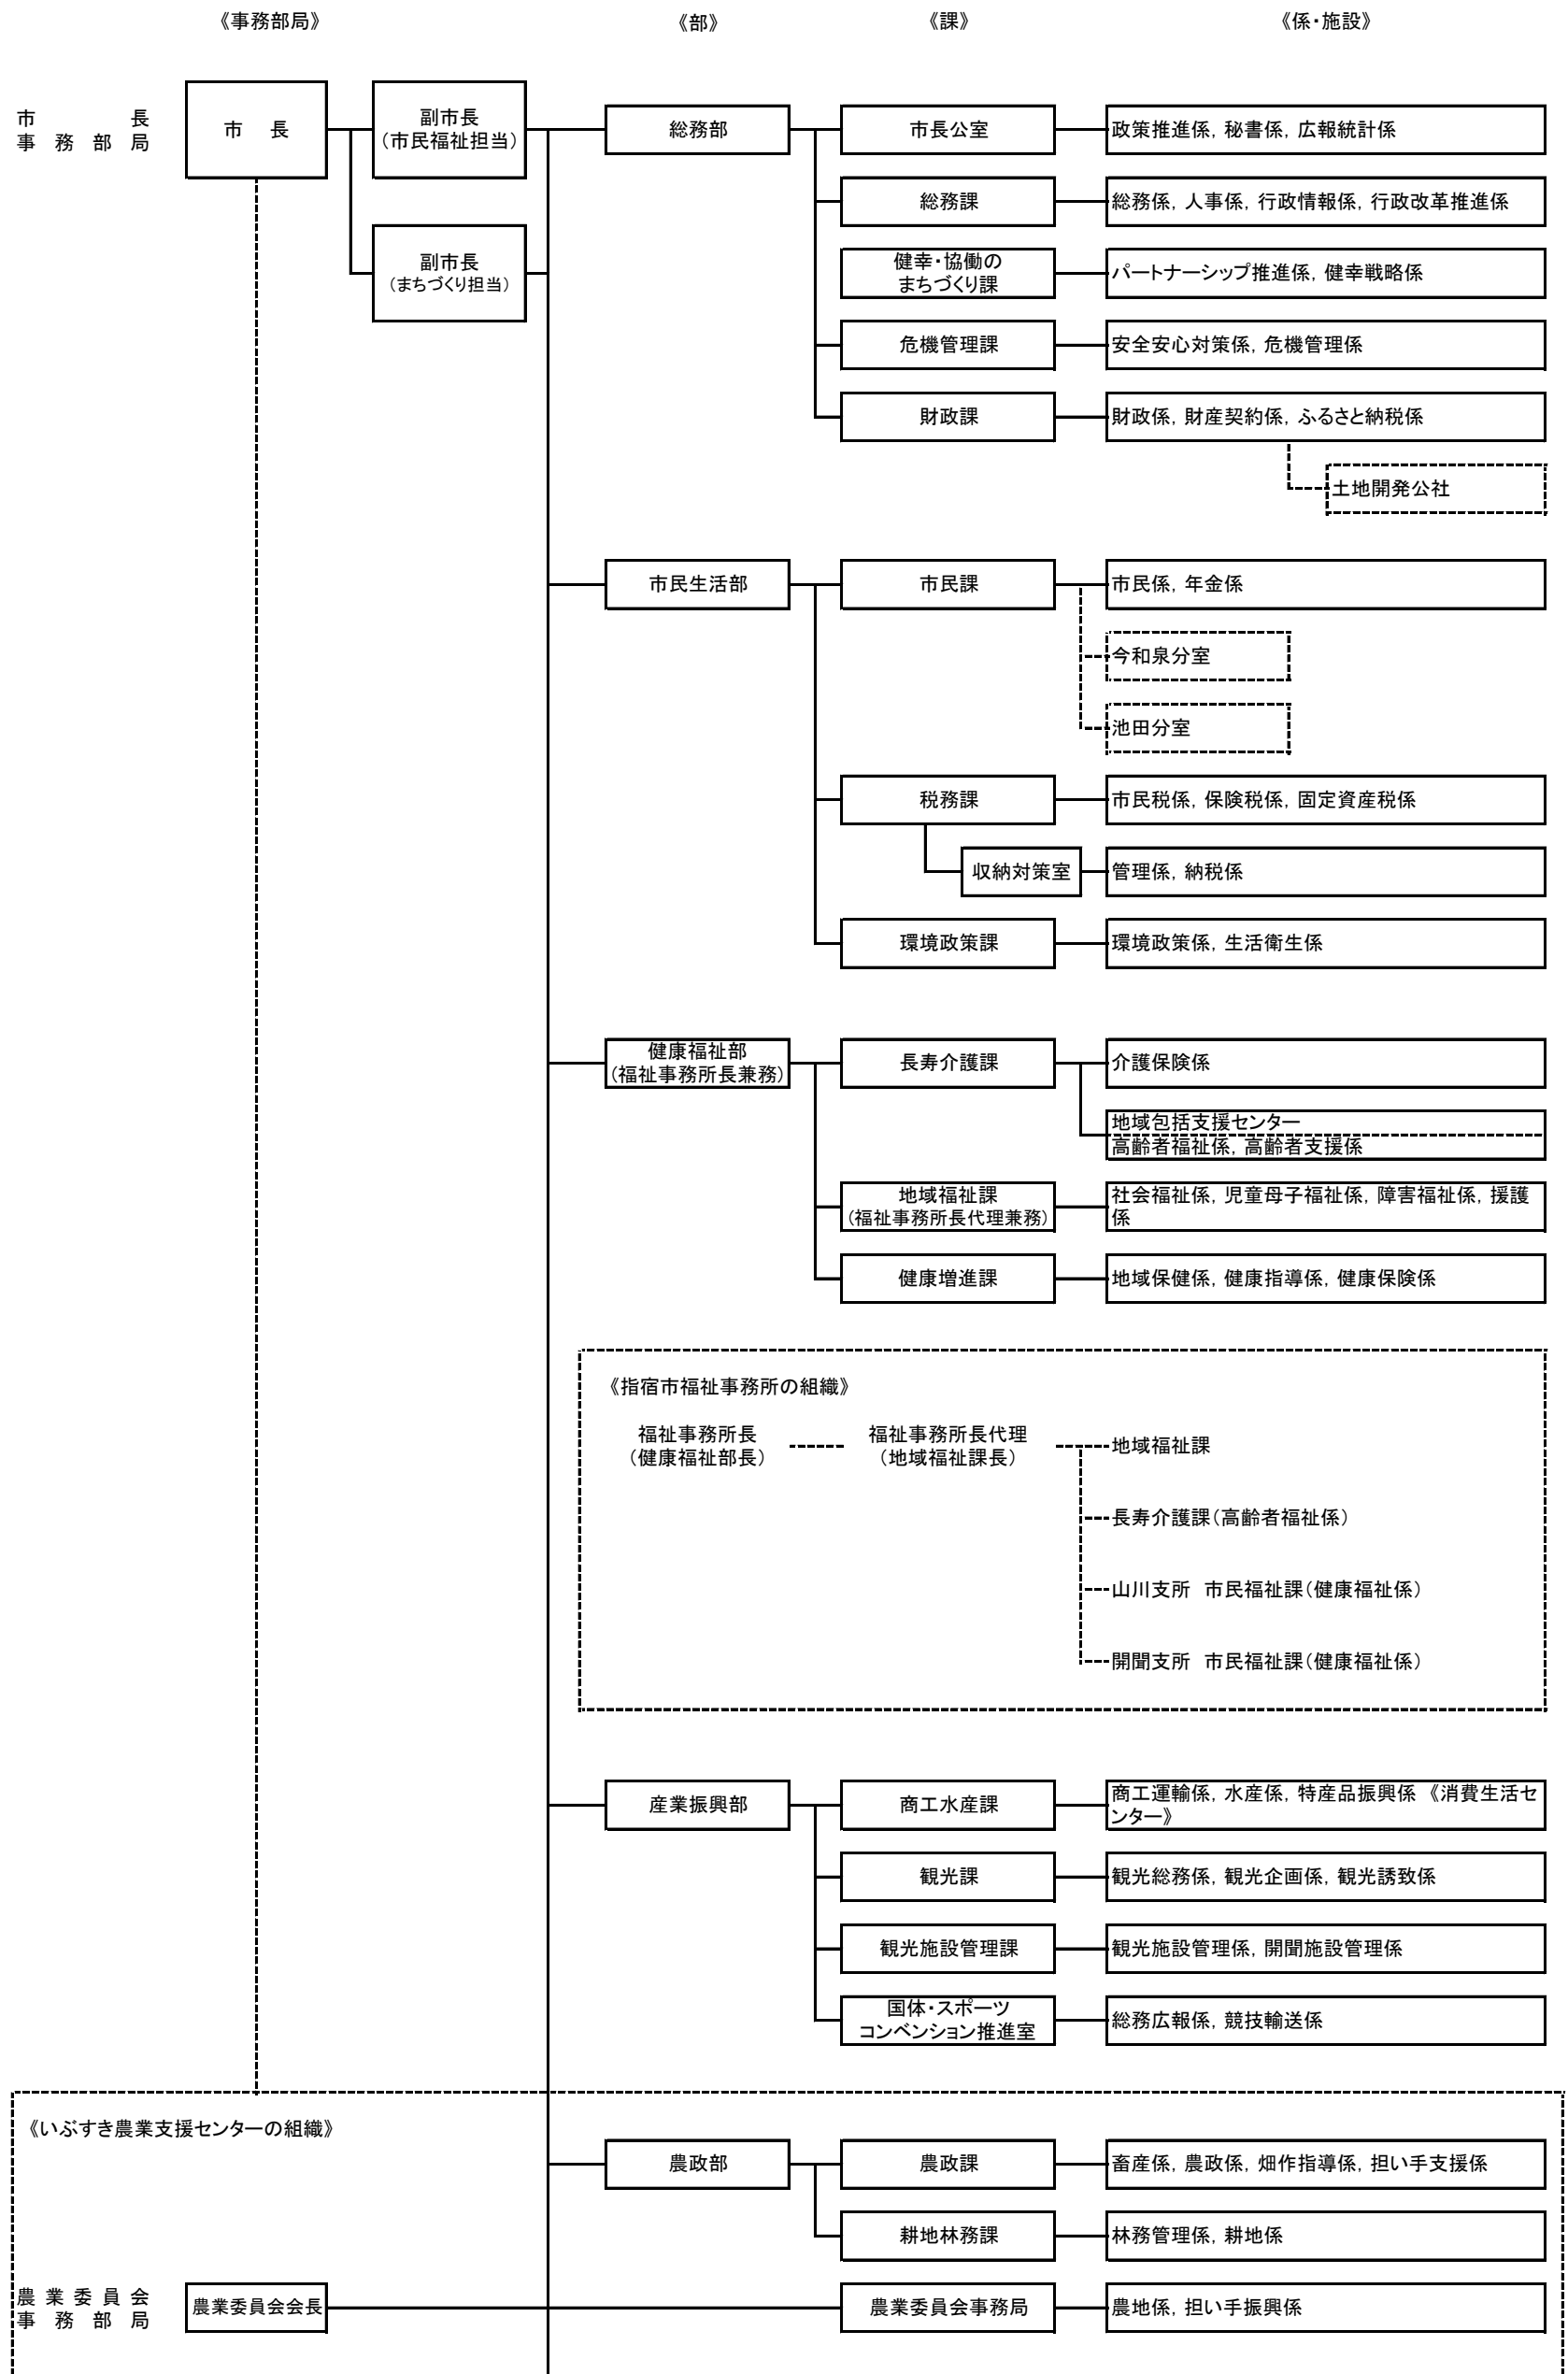 《事務部局》
《部》
《課》
《係・施設》
市長
事務部局
市　長
副市長
(市民福祉担当)
総務部
市長公室
政策推進係, 秘書係, 広報統計係
総務課
総務係, 人事係, 行政情報係, 行政改革推進係
副市長
(まちづくり担当)
健幸・協働の
まちづくり課
パートナーシップ推進係, 健幸戦略係
危機管理課
安全安心対策係, 危機管理係
財政課
財政係, 財産契約係, ふるさと納税係
土地開発公社
市民生活部
市民課
市民係, 年金係
今和泉分室
池田分室
税務課
市民税係, 保険税係, 固定資産税係
収納対策室
管理係, 納税係
環境政策課
環境政策係, 生活衛生係
健康福祉部
(福祉事務所長兼務)
長寿介護課
介護保険係
地域包括支援センター
高齢者福祉係, 高齢者支援係
地域福祉課
(福祉事務所長代理兼務)
社会福祉係, 児童母子福祉係, 障害福祉係, 援護
係
健康増進課
地域保健係, 健康指導係, 健康保険係
《指宿市福祉事務所の組織》
福祉事務所長
(健康福祉部長)
福祉事務所長代理
(地域福祉課長)
地域福祉課
長寿介護課(高齢者福祉係)
山川支所　市民福祉課(健康福祉係)
開聞支所　市民福祉課(健康福祉係)
産業振興部
商工水産課
商工運輸係, 水産係, 特産品振興係 《消費生活セ
ンター》
観光課
観光総務係, 観光企画係, 観光誘致係
観光施設管理課
観光施設管理係, 開聞施設管理係
国体・スポーツ
コンベンション推進室
総務広報係, 競技輸送係
《いぶすき農業支援センターの組織》
農政部
農政課
畜産係, 農政係, 畑作指導係, 担い手支援係
耕地林務課
林務管理係, 耕地係
農業委員会
事務部局
農業委員会会長
農業委員会事務局
農地係, 担い手振興係